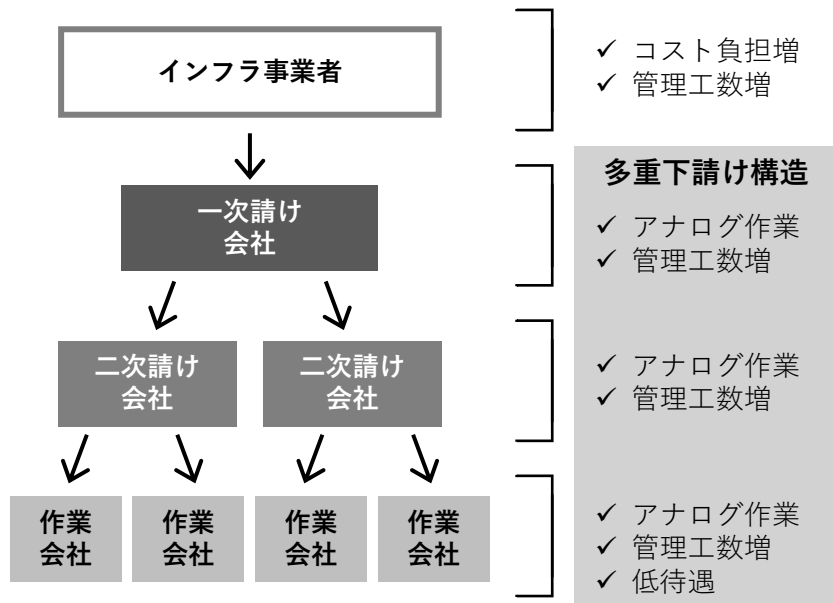 インフラ事業者
✓ コスト負担増
✓ 管理工数増
多重下請け構造
一次請け
会社
✓ アナログ作業
✓ 管理工数増
二次請け
会社
二次請け
会社
✓ アナログ作業
✓ 管理工数増
作業
会社
作業
会社
作業
会社
作業
会社
✓ アナログ作業
✓ 管理工数増
✓ 低待遇